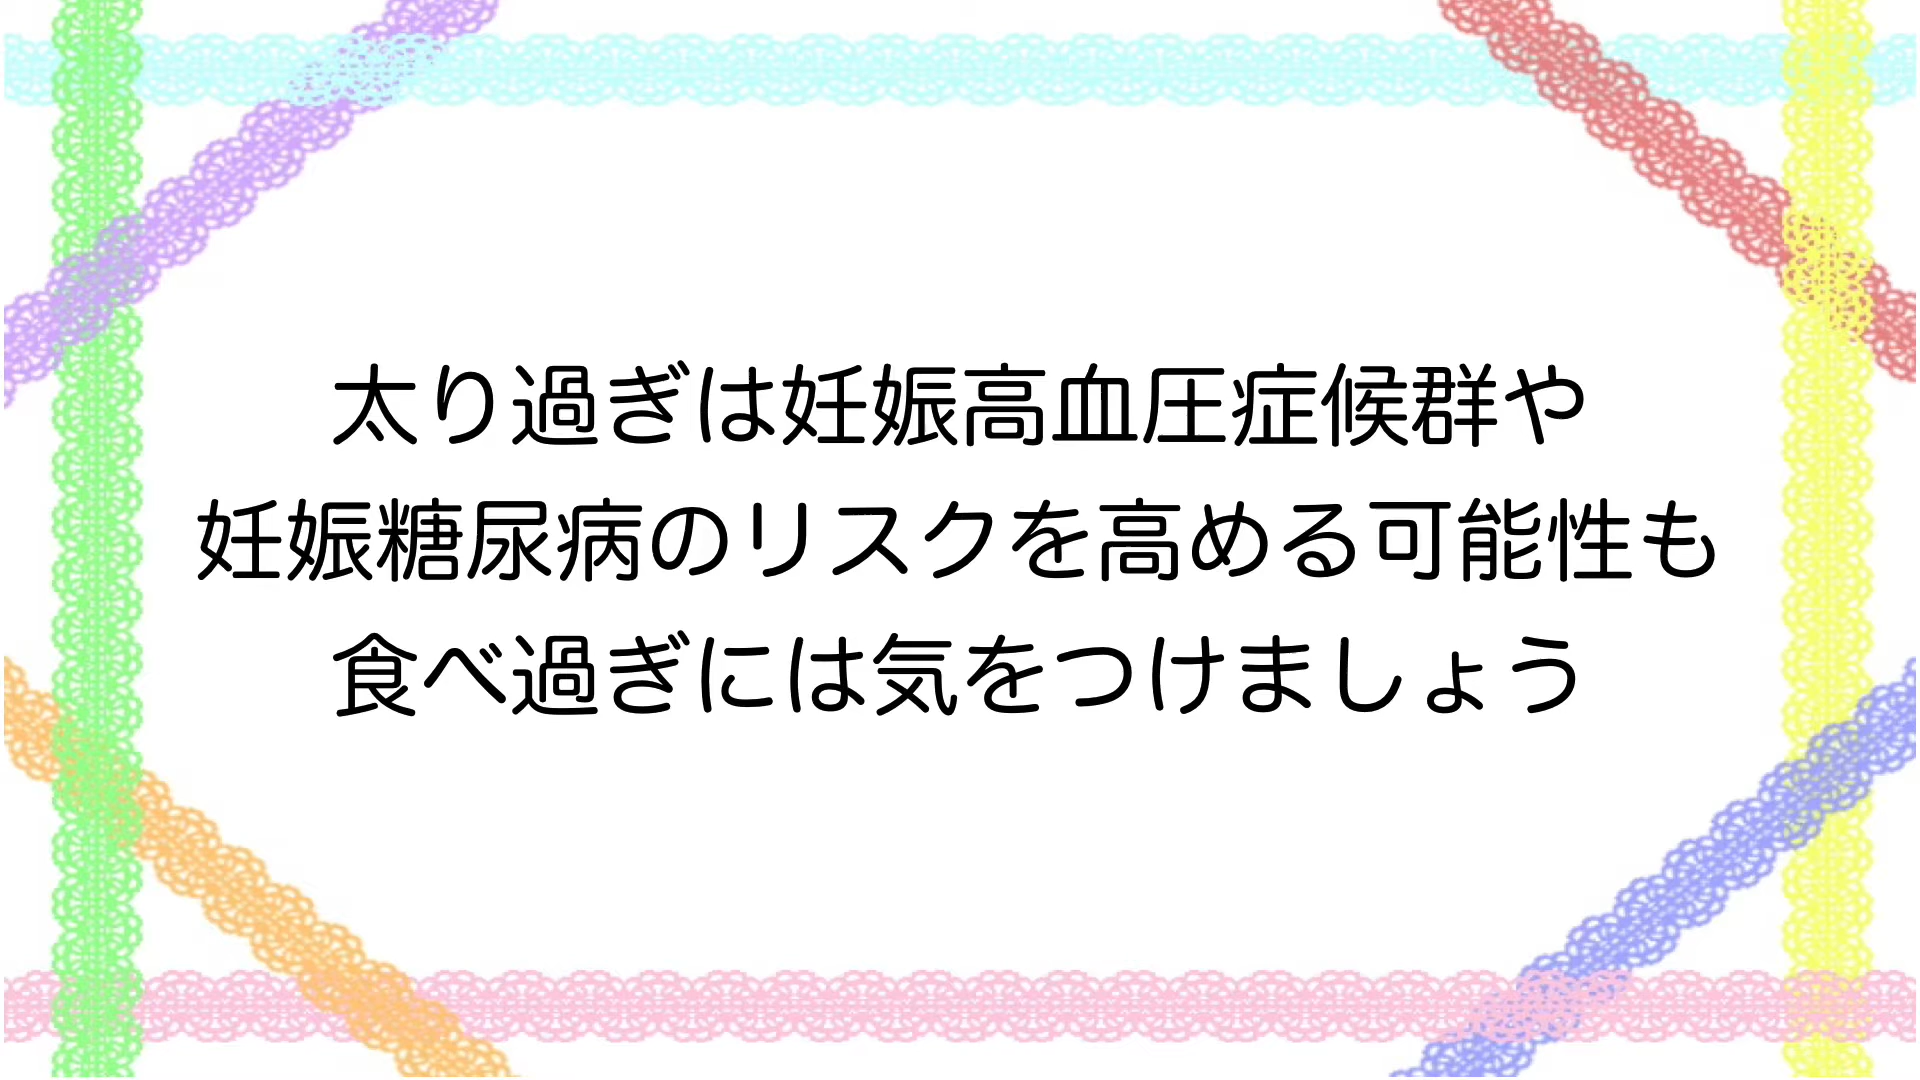 太り過ぎは妊娠高血圧症候群や
妊娠糖尿病のリスクを高める可能性も
食べ過ぎには気をつけましょう